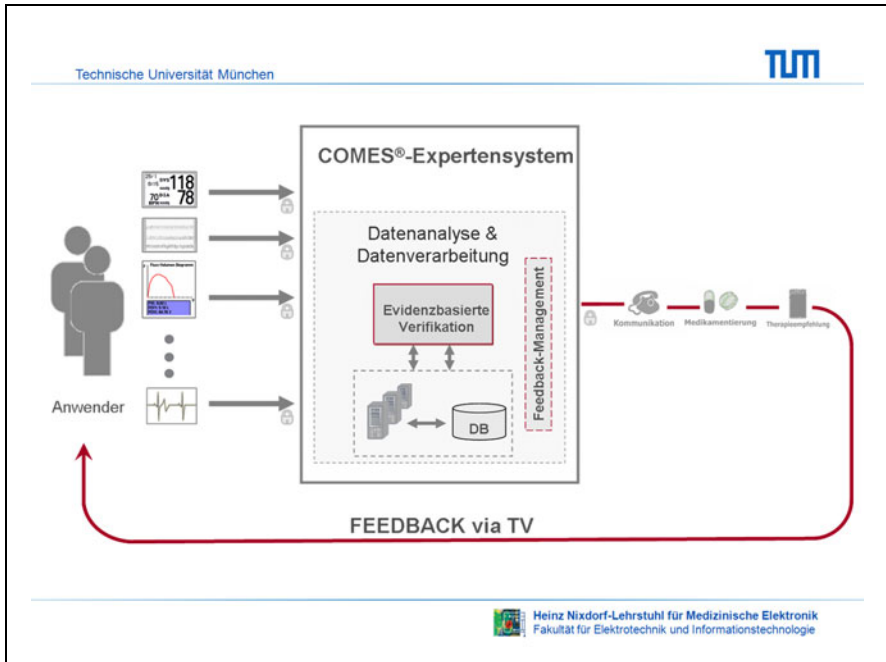 Technische Universität München
TUM
COMES®-Expertensystem
118
78
70
Datenanalyse &
Datenverarbeitung
Evidenzbasierte
Verifikation
Feedback-Management
DB
Anwender
Kommunikation
Medikamentierung
Therapieempfehlung
FEEDBACK via TV
Heinz Nixdorf-Lehrstuhl für Medizinische Elektronik
Fakultät für Elektrotechnik und Informationstechnologie